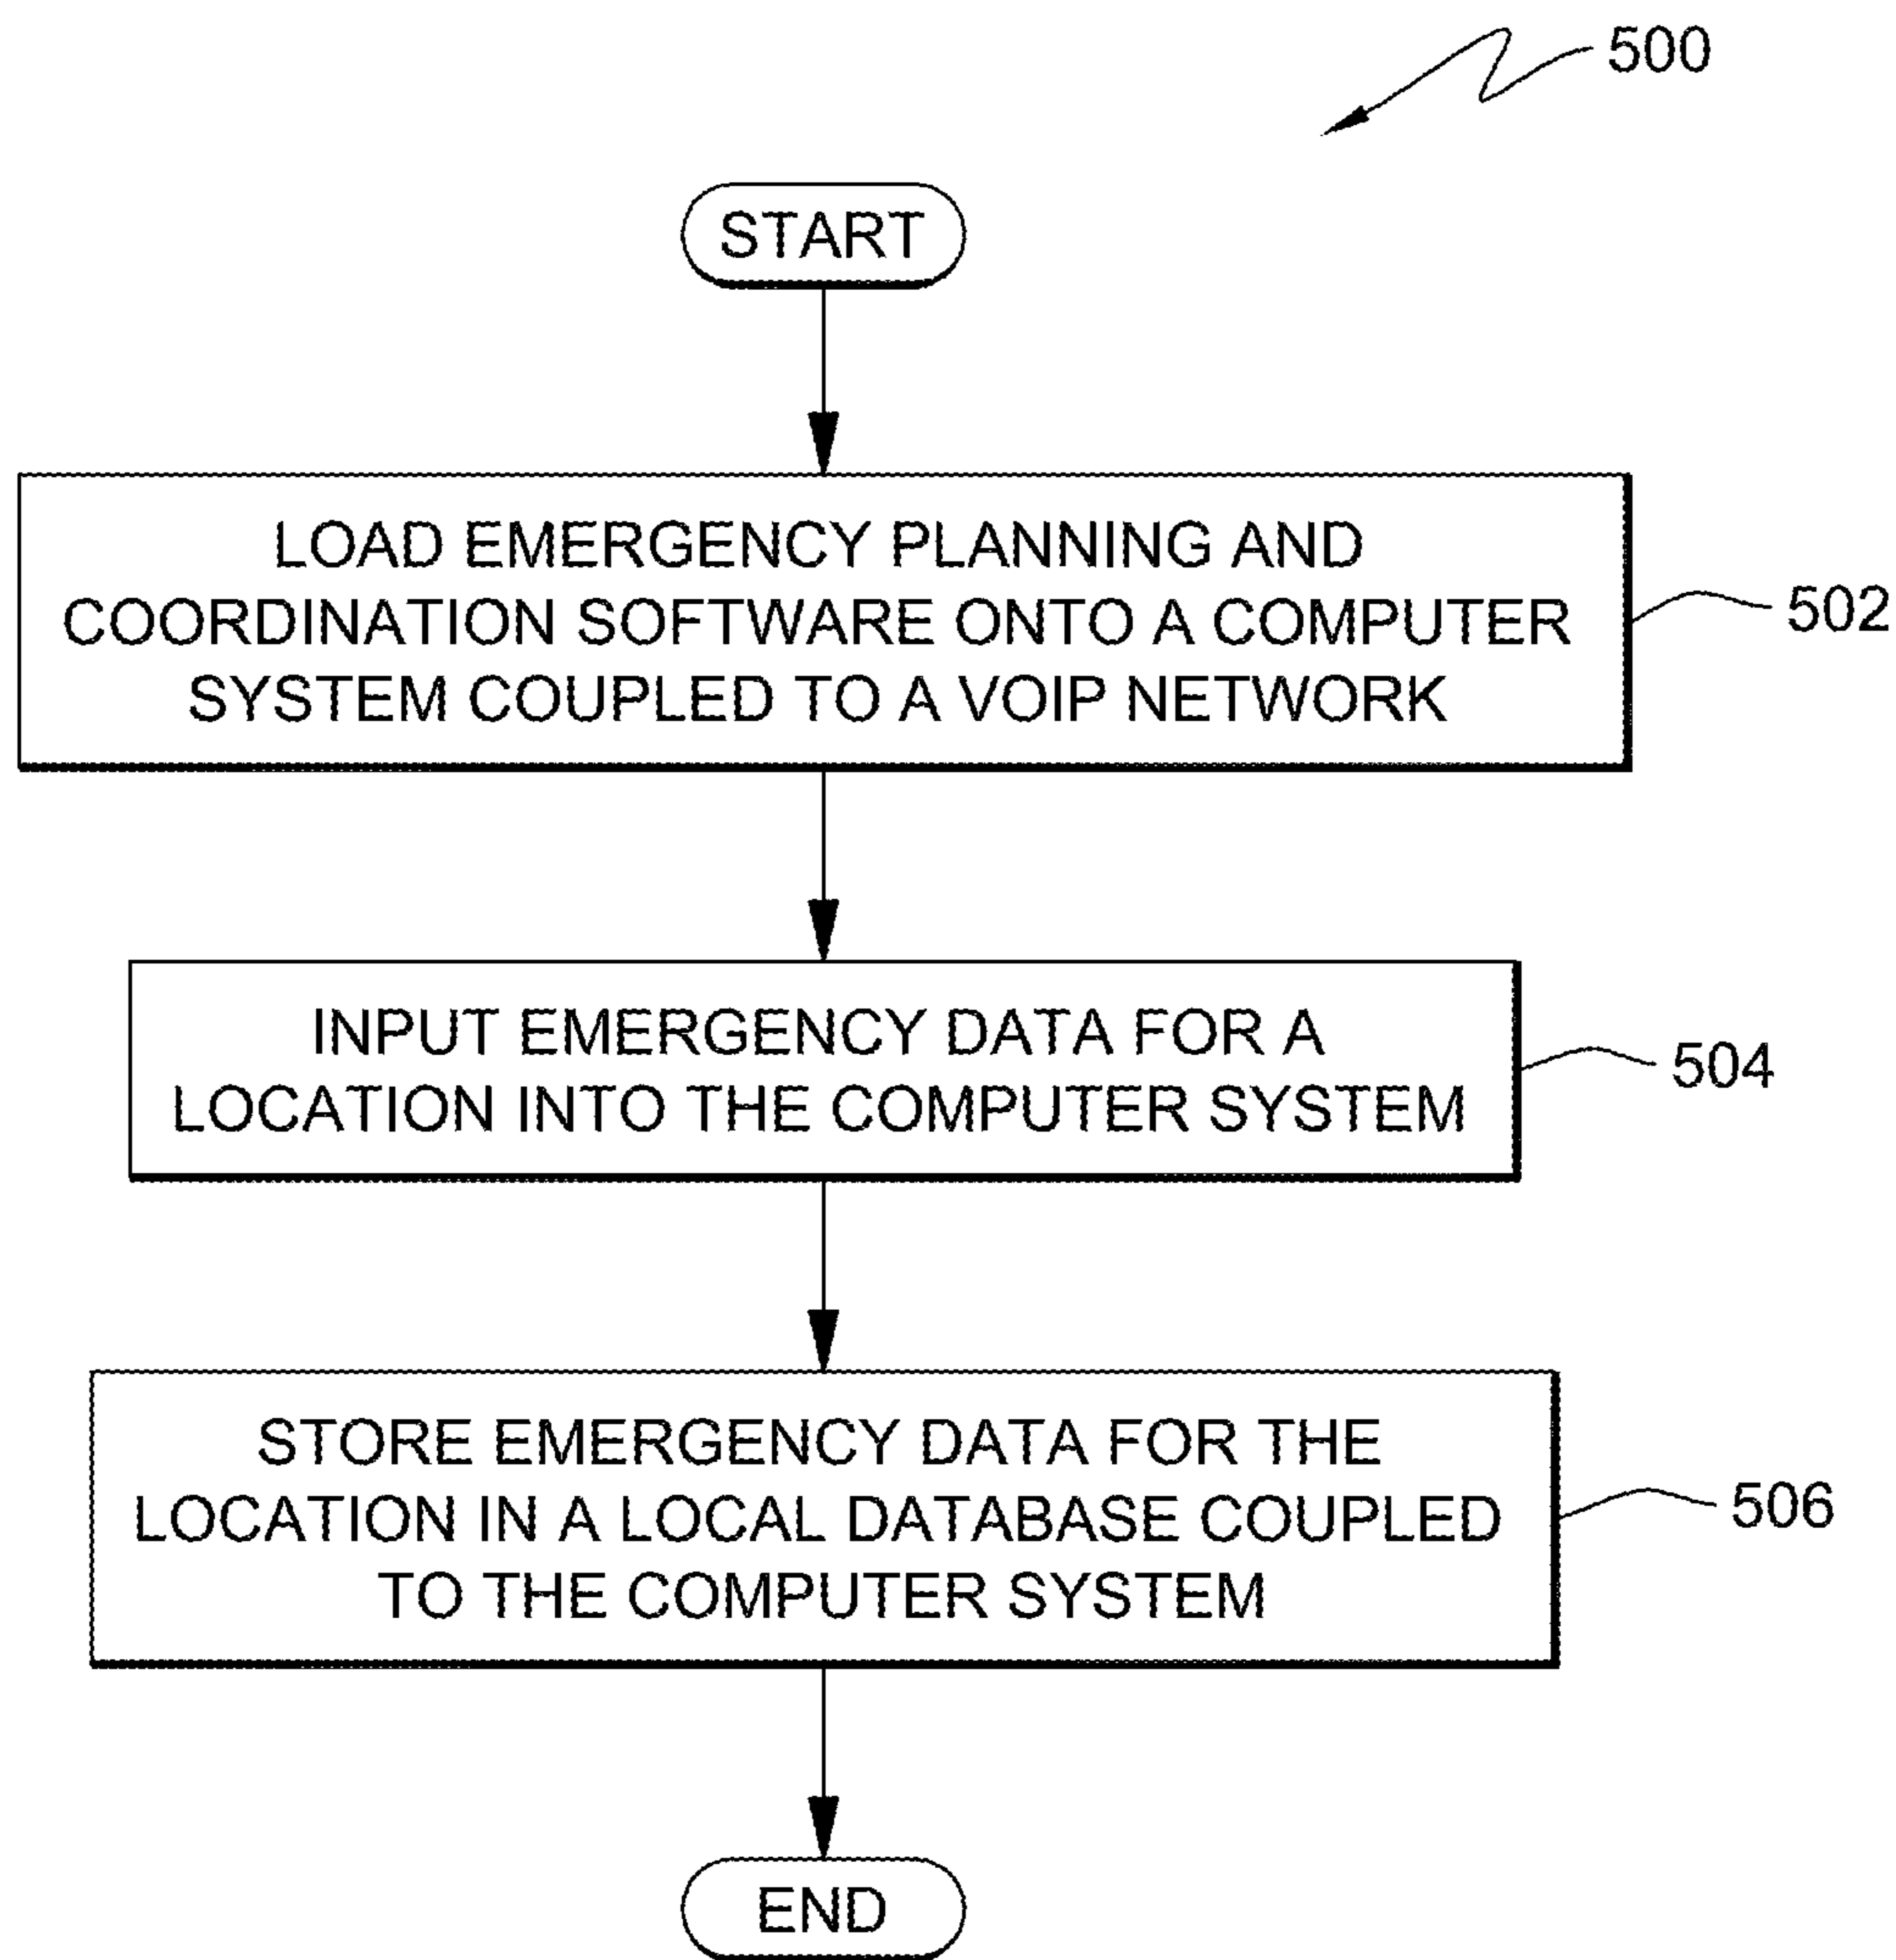 500
START
LOAD EMERGENCY PLANNING AND
COORDINATION SOFTWARE ONTO A COMPUTER
SYSTEM COUPLED TO A VOIP NETWORK
502
INPUT EMERGENCY DATA FOR A
LOCATION INTO THE COMPUTER SYSTEM
504
STORE EMERGENCY DATA FOR THE
LOCATION IN A LOCAL DATABASE COUPLED
TO THE COMPUTER SYSTEM
506
END